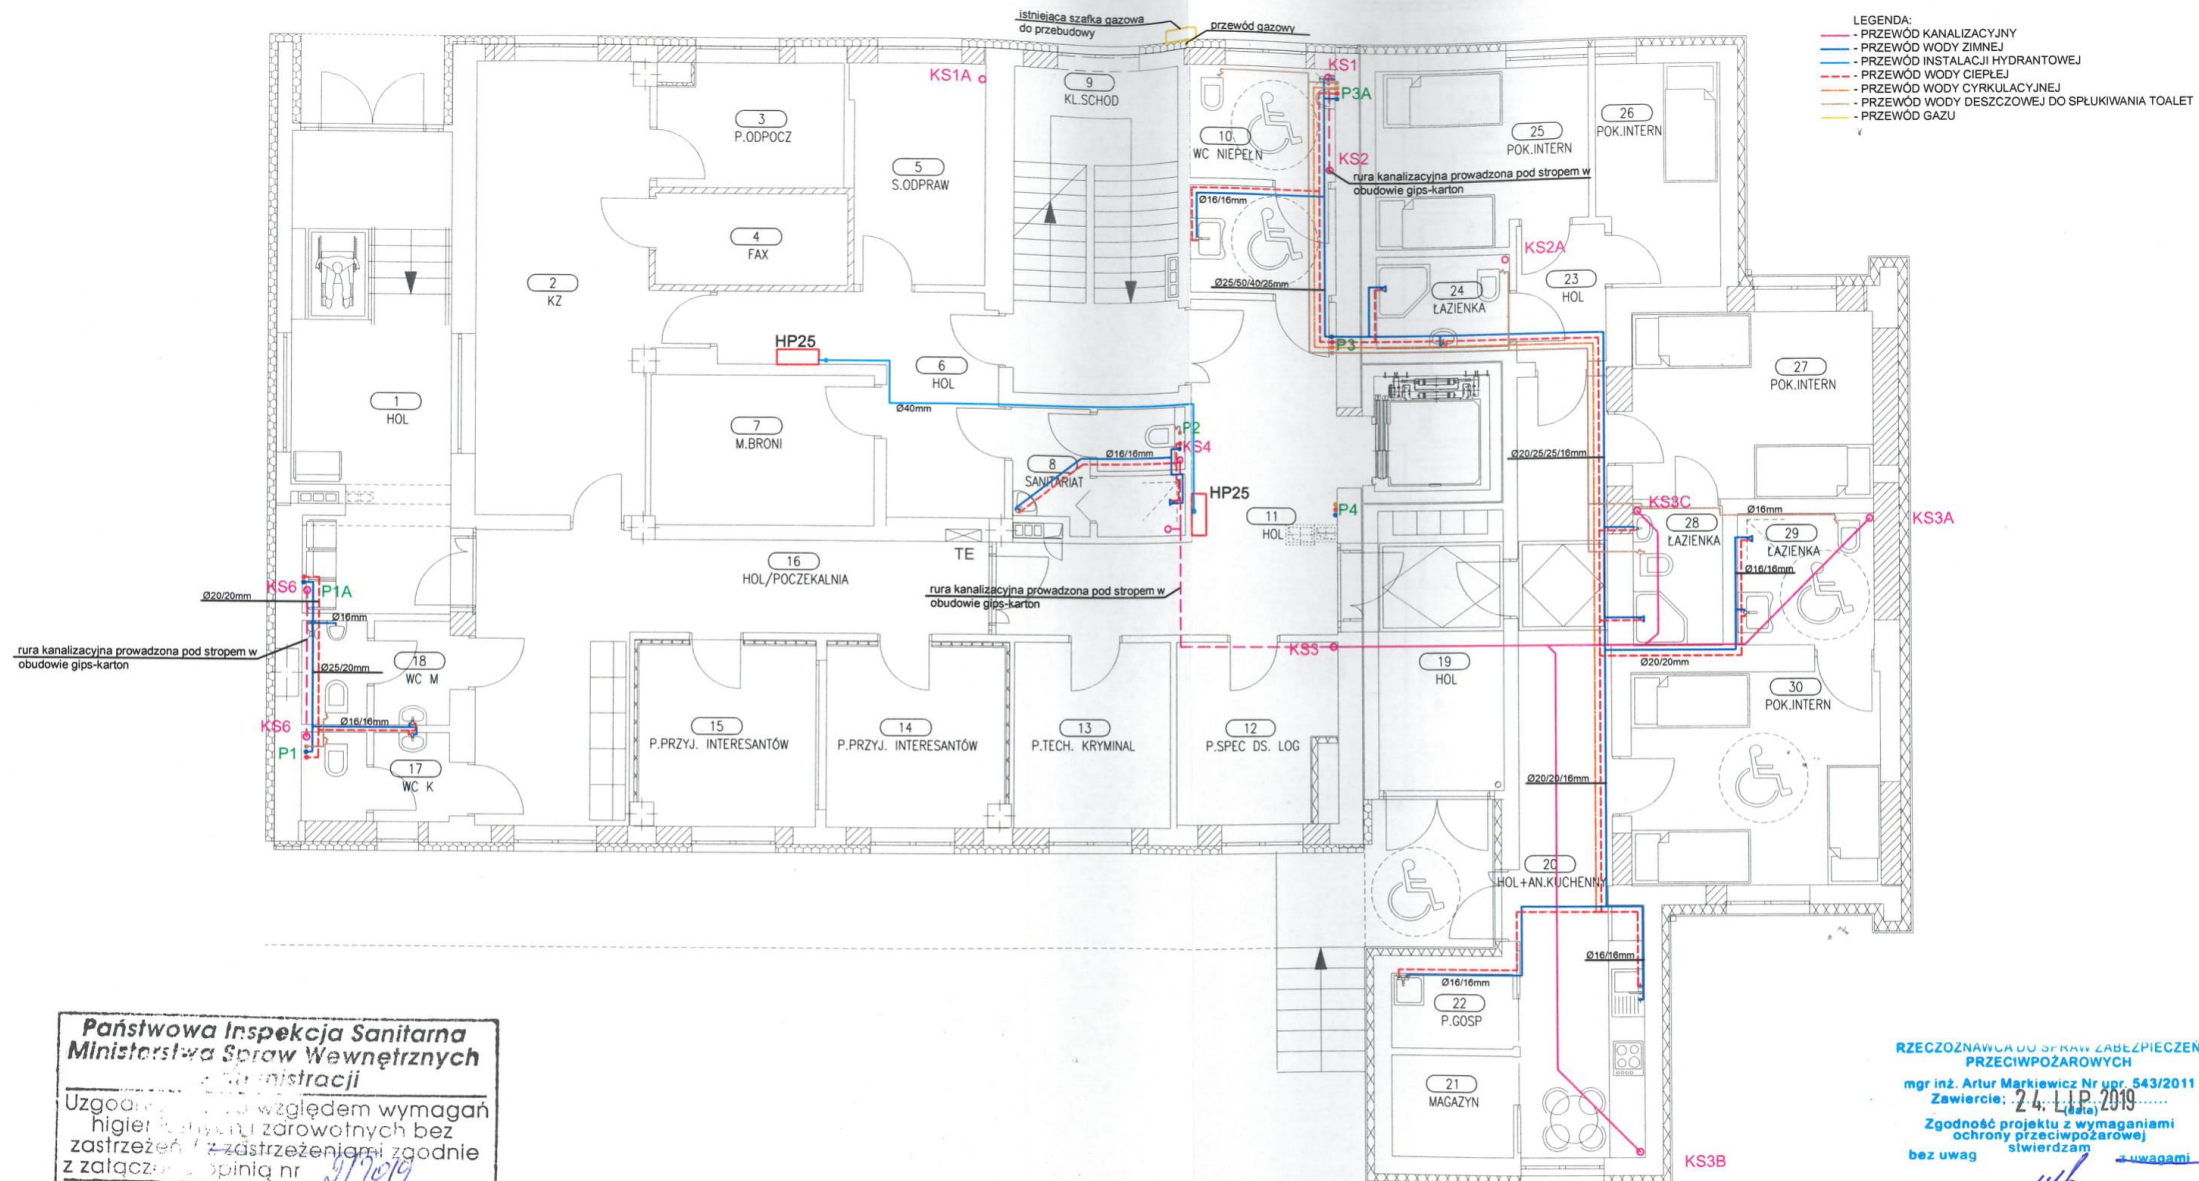 istniejąca szafka gazowa
do przebudowy
przewód gazowy
LEGENDA:
- PRZEWÓD KANALIZACYJNY
- PRZEWÓD WODY ZIMNEJ
- PRZEWÓD INSTALACJI HYDRANTOWEJ
- PRZEWÓD WODY CIEPŁEJ
- PRZEWÓD WODY CYRKULACYJNEJ
- PRZEWÓD WODY DESZCZOWEJ DO SPŁUKIWANIA TOALET
- PRZEWÓD GAZU
KS1A
9
KL.SCHOD
KS1
P3A
3
P.ODPOCZ
5
S.ODPRAW
10
WC NIEPEŁN
25
POK.INTERN
26
POK.INTERN
KS2
rura kanalizacyjna prowadzona pod stropem w
obudowie gips-karton
Ø16/16mm
4
FAX
KS2A
2
KZ
Ø25/50/40/25mm
24
ŁAZIENKA
23
HOL
HP25
P3
6
HOL
27
POK.INTERN
1
HOL
Ø40mm
7
M.BRONI
P2
KS4
Ø16/16mm
8
SANITARIAT
Ø20/25/25/16mm
HP25
P4
11
HOL
KS3C
Ø16mm
28
ŁAZIENKA
29
ŁAZIENKA
KS3A
TE
16
HOL/POCZEKALNIA
Ø16/16mm
KS6
P1A
Ø20/20mm
Ø16mm
rura kanalizacyjna prowadzona pod stropem w
obudowie gips-karton
rura kanalizacyjna prowadzona pod stropem w
obudowie gips-karton
Ø25/20mm
18
WC M
KS3
19
HOL
Ø20/20mm
30
POK.INTERN
KS6
P1
Ø16/16mm
17
WC K
15
P.PRZYJ. INTERESANTÓW
14
P.PRZYJ. INTERESANTÓW
13
P.TECH. KRYMINAL
12
P.SPEC DS. LOG
Ø20/20/16mm
20
HOL+AN.KUCHENNY
Ø16/16mm
Ø16/16mm
22
P.GOSP
21
MAGAZYN
KS3B
Państwowa Inspekcja Sanitarna
Ministerstwa Spraw Wewnętrznych
względem wymagań
zdrowotnych bez
zastrzeżeń / z zastrzeżeniami zgodnie
opinią nr
RZECZOZNAWCA DO SPRAW ZABEZPIECZEŃ
PRZECIWPOŻAROWYCH
mgr inż. Artur Markiewicz Nr upr. 543/2011
Zawiercie; 24. LIP. 2019
(data)
Zgodność projektu z wymaganiami
ochrony przeciwpożarowej
stwierdzam
bez uwag z uwagami